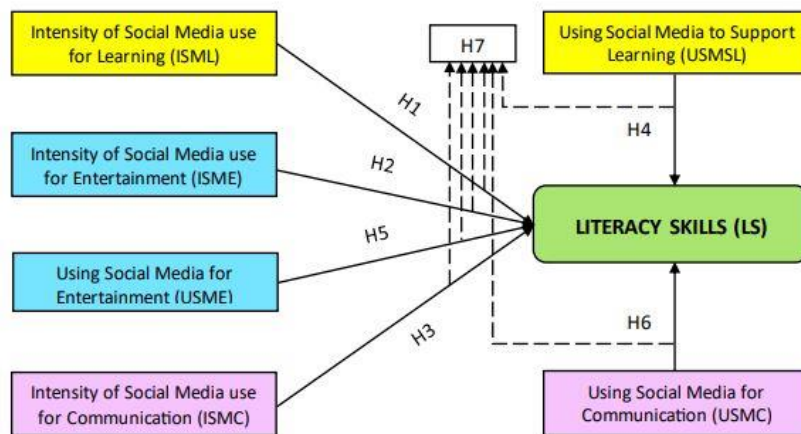 Intensity of Social Media use
for Learning (ISML)
H7
Using Social Media to Support
Learning (USMSL)
H1
H4
Intensity of Social Media use
for Entertainment (ISME)
H2
LITERACY SKILLS (LS)
H5
Using Social Media for
Entertainment (USME)
H3
H6
Intensity of Social Media use
for Communication (ISMC)
Using Social Media for
Communication (USMC)